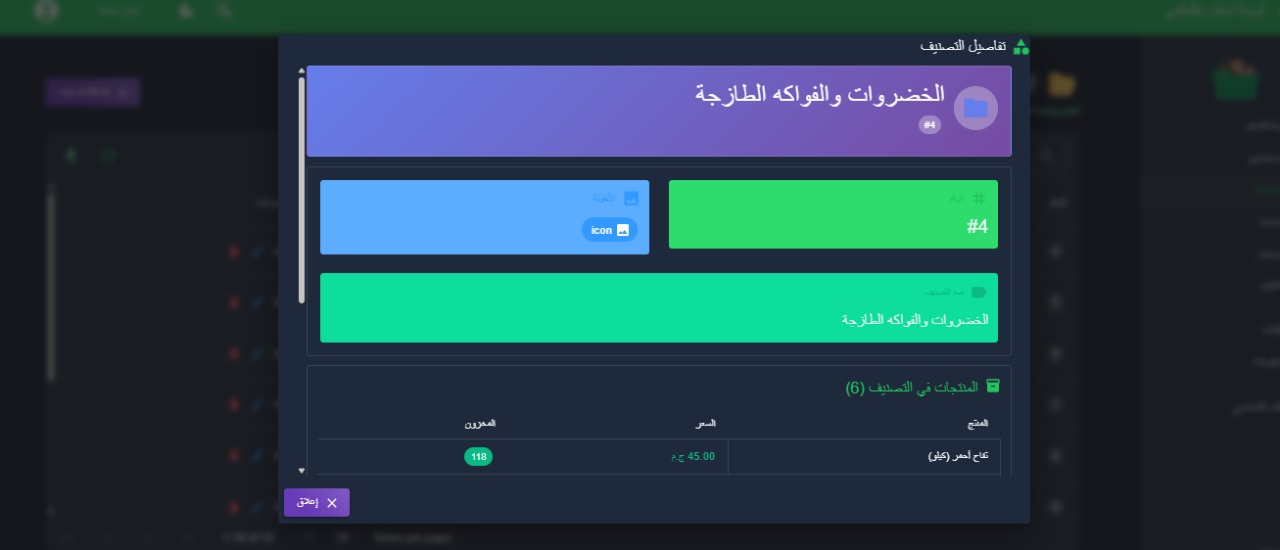 تفاصيل التصنيف
الخضروات والفواكه الطازجة
#4
الرقم
#4
الأيقونة
icon
اسم التصنيف
الخضروات والفواكه الطازجة
المنتجات في التصنيف (6)
المنتج السعر المخزون
تفاح أحمر (كيلو) 45.00 ج.م 118
إغلاق